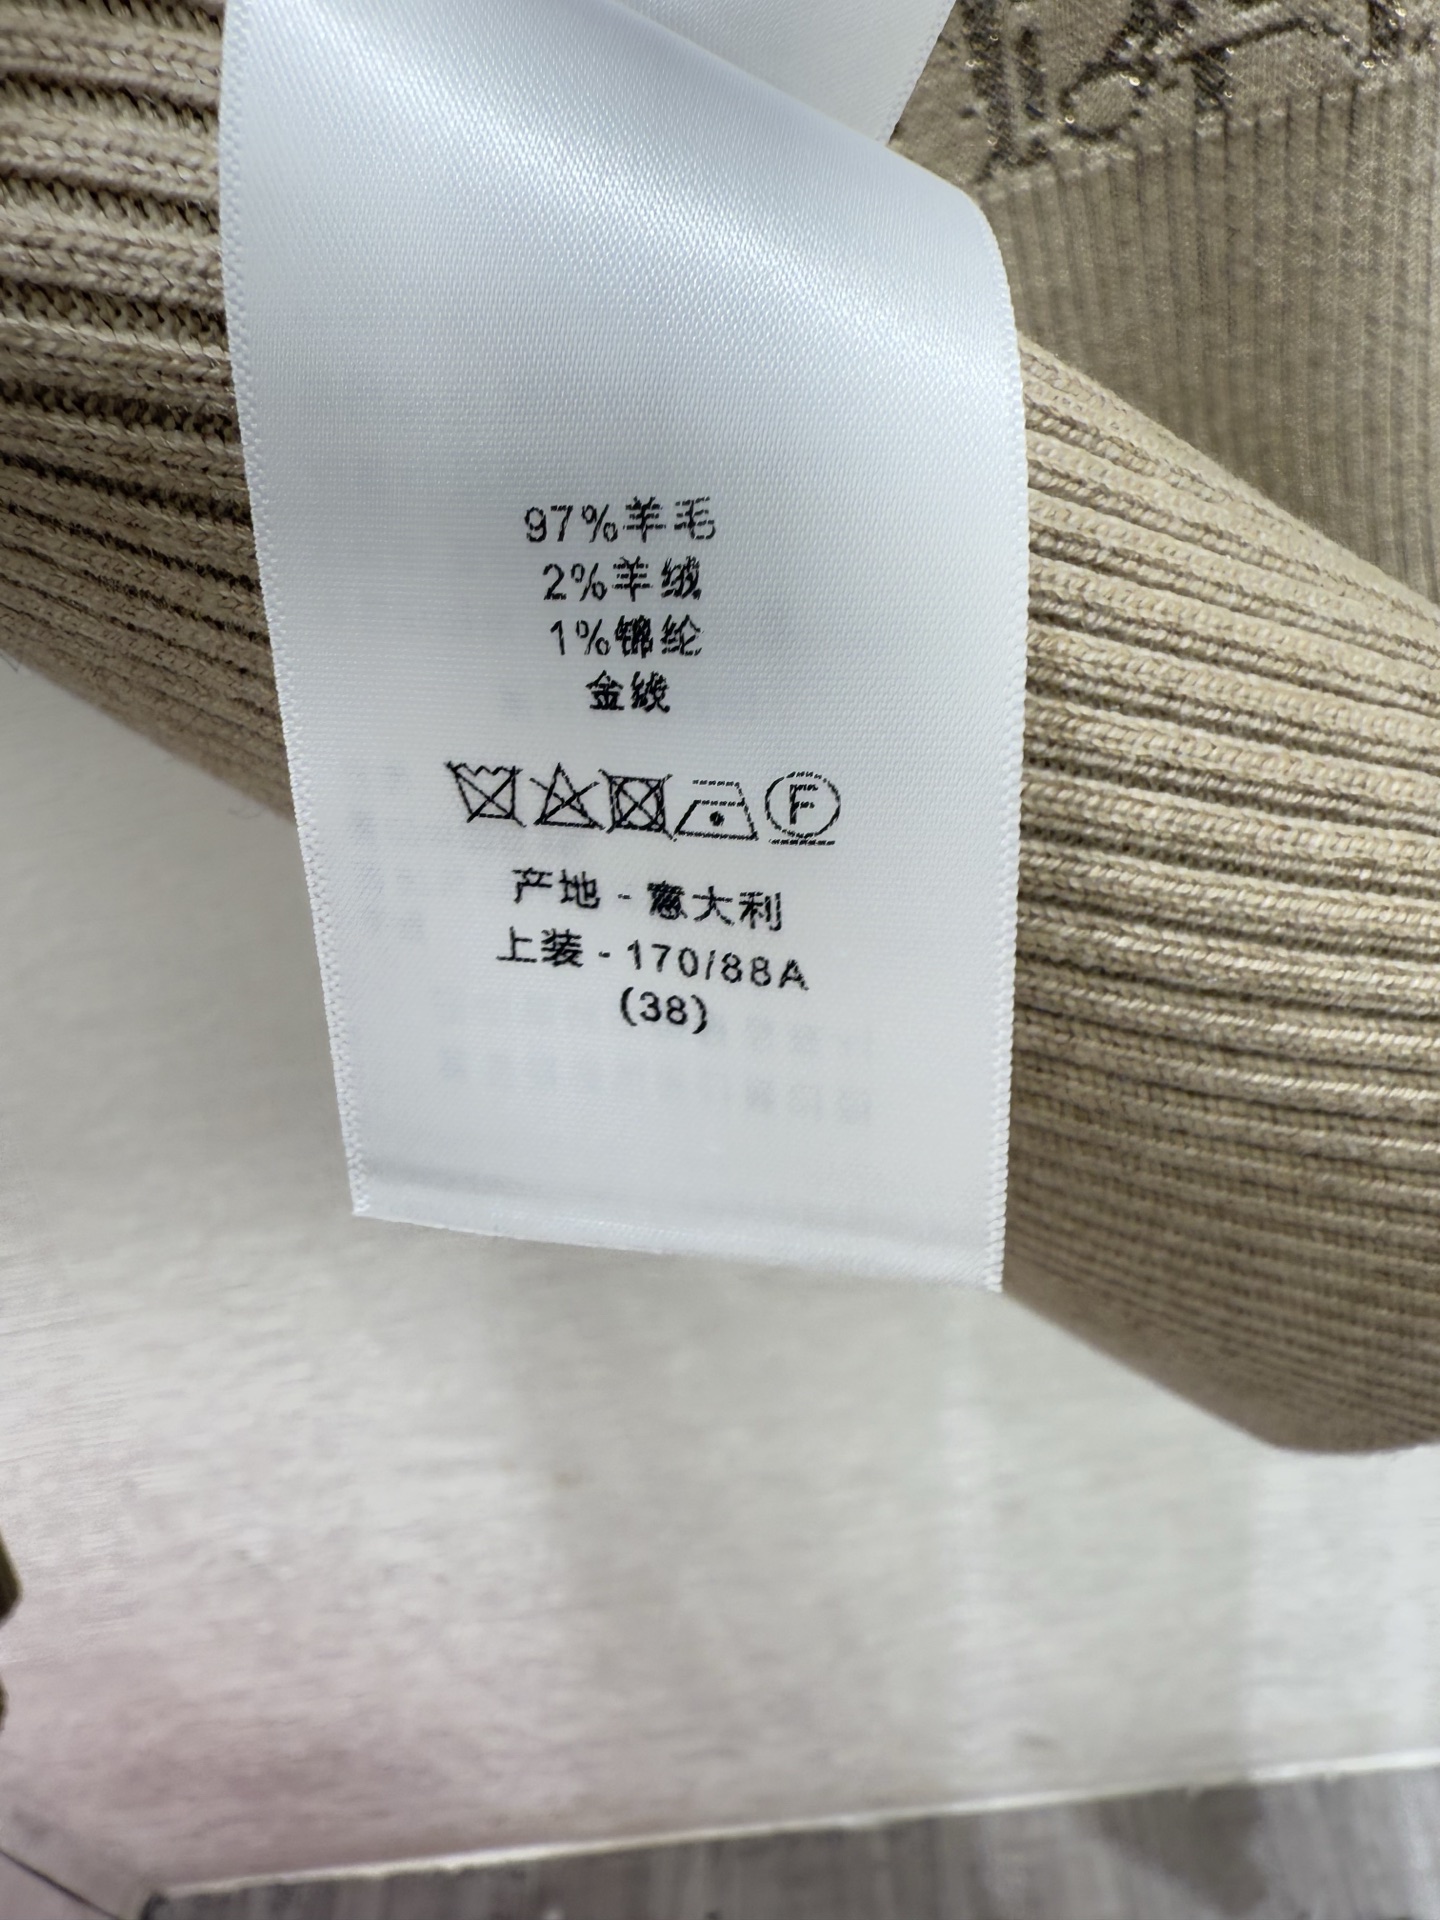 97%羊毛
2%羊绒
1%锦纶
金线
F
产地 - 意大利
上装 - 170/88A
(38)